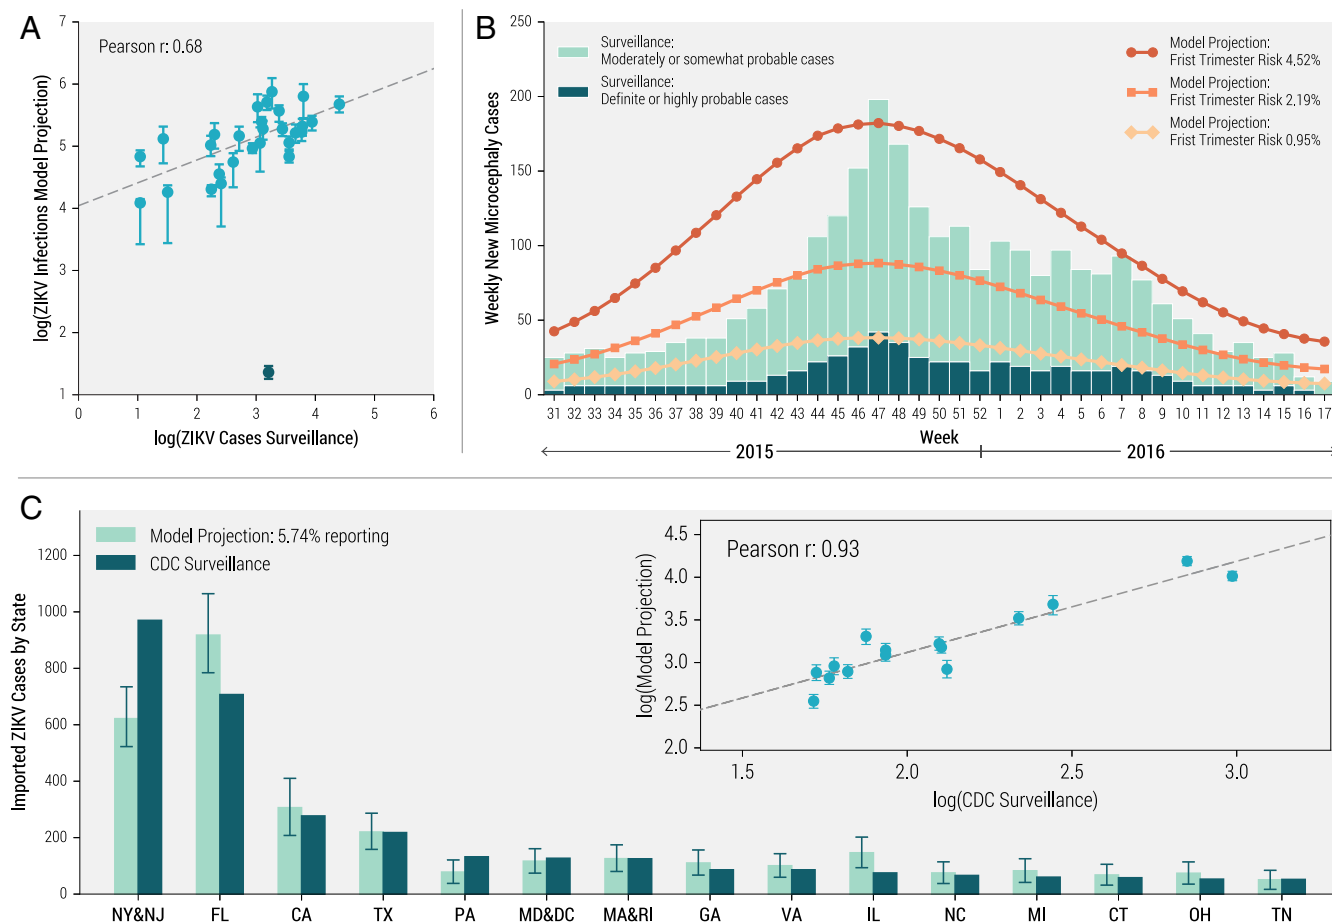 A
Pearson r: 0.68
7
6
5
4
3
2
1
log(ZIKV Infections Model Projection)
0 1 2 3 4 5 6
log(ZIKV Cases Surveillance)
B
250
200
150
100
50
0
Weekly New Microcephaly Cases
Surveillance:
Moderately or somewhat probable cases
Surveillance:
Definite or highly probable cases
Model Projection:
Frist Trimester Risk 4,52%
Model Projection:
Frist Trimester Risk 2,19%
Model Projection:
Frist Trimester Risk 0,95%
31 32 33 34 35 36 37 38 39 40 41 42 43 44 45 46 47 48 49 50 51 52 1 2 3 4 5 6 7 8 9 10 11 12 13 14 15 16 17
Week
2015 2016
C
Model Projection: 5.74% reporting
CDC Surveillance
1200
1000
800
600
400
200
0
Imported ZIKV Cases by State
NY&NJ FL CA TX PA MD&DC MA&RI GA VA IL NC MI CT OH TN
Pearson r: 0.93
4.5
4.0
3.5
3.0
2.5
2.0
log(Model Projection)
1.5 2.0 2.5 3.0
log(CDC Surveillance)